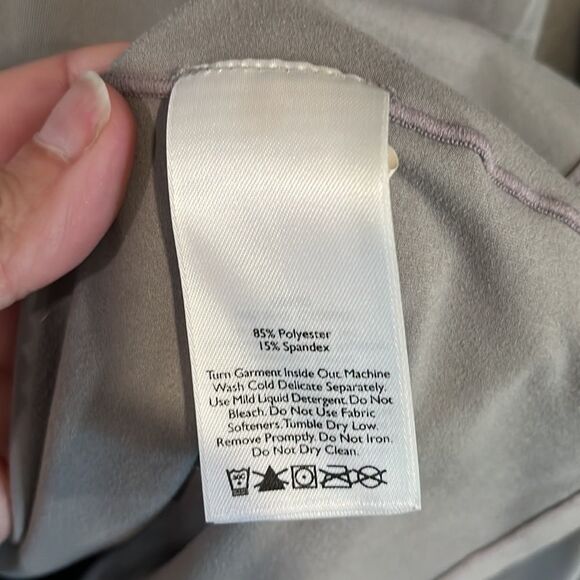 85% Polyester
15% Spandex
Turn Garment Inside Out. Machine
Wash Cold Delicate Separately.
Use Mild Liquid Detergent. Do Not
Bleach. Do Not Use Fabric
Softeners. Tumble Dry Low.
Remove Promptly. Do Not Iron.
Do Not Dry Clean.